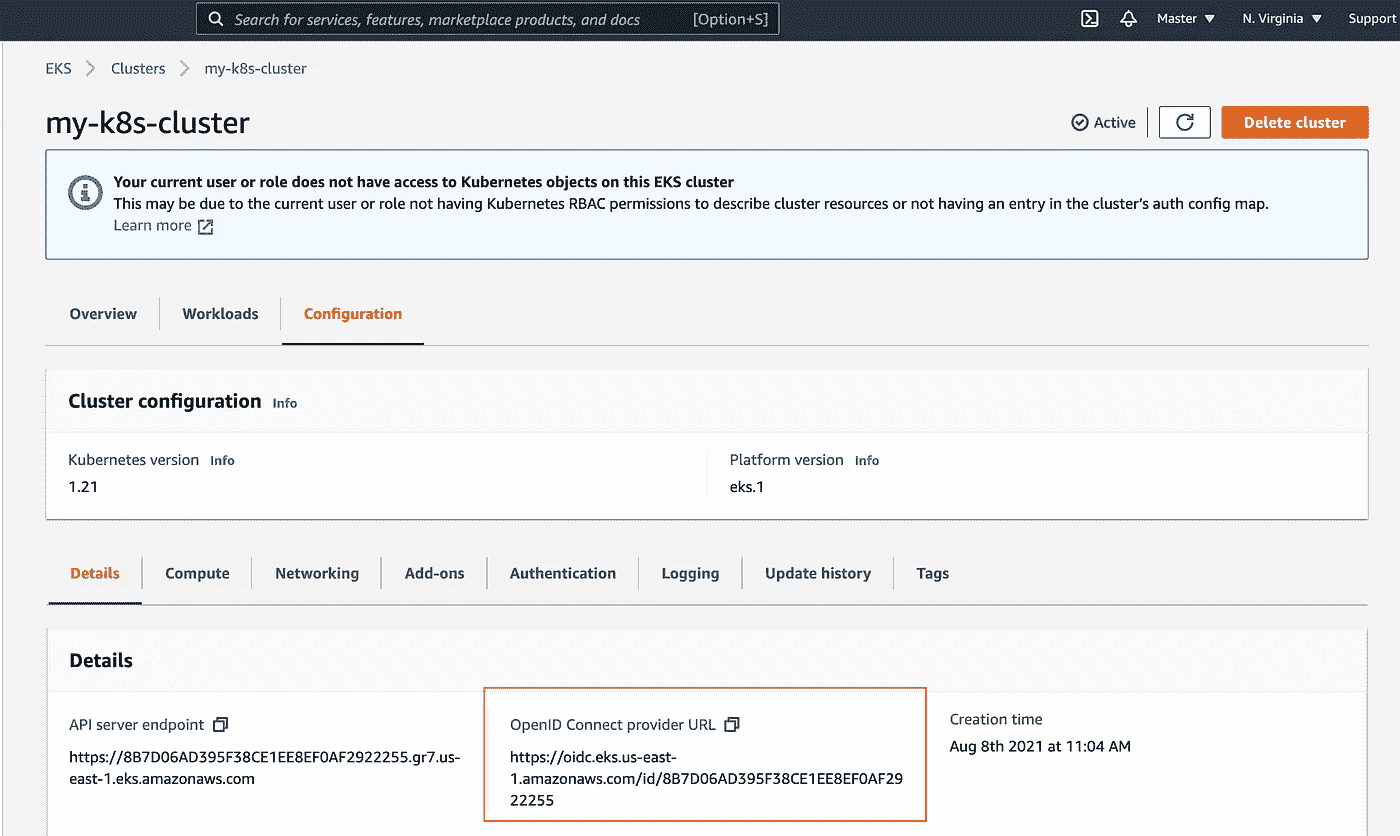 Search for services, features, marketplace products, and docs [Option+S] Master N. Virginia Support
EKS Clusters my-k8s-cluster
my-k8s-cluster
Active Delete cluster
Your current user or role does not have access to Kubernetes objects on this EKS cluster
This may be due to the current user or role not having Kubernetes RBAC permissions to describe cluster resources or not having an entry in the cluster's auth config map.
Learn more
Overview Workloads Configuration
Cluster configuration Info
Kubernetes version Info
1.21
Platform version Info
eks.1
Details Compute Networking Add-ons Authentication Logging Update history Tags
Details
API server endpoint
https://8B7D06AD395F38CE1EE8EF0AF2922255.gr7.us-
east-1.eks.amazonaws.com
OpenID Connect provider URL
https://oidc.eks.us-east-
1.amazonaws.com/id/8B7D06AD395F38CE1EE8EF0AF29
22255
Creation time
Aug 8th 2021 at 11:04 AM